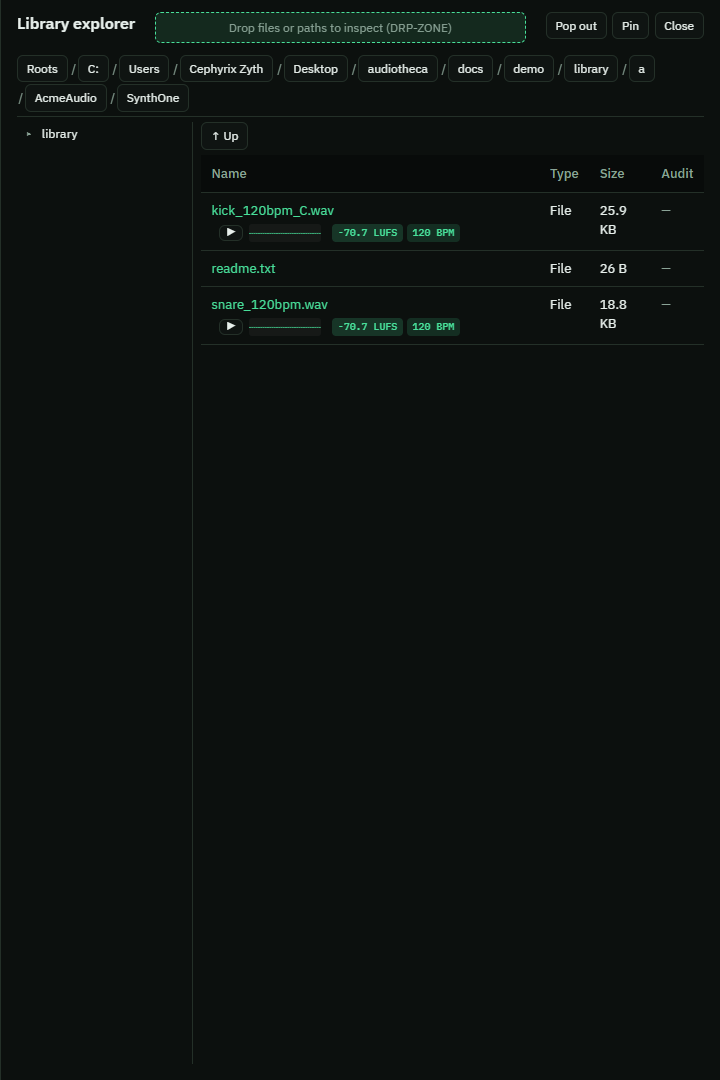 Library explorer
Drop files or paths to inspect (DRP-ZONE)
Pop out Pin Close
Roots / C: / Users / Cephyrix Zyth / Desktop / audiotheca / docs / demo / library / a
/ AcmeAudio / SynthOne
▸ library
↑ Up
Name Type Size Audit
kick_120bpm_C.wav File 25.9 KB —
▶ -70.7 LUFS 120 BPM
readme.txt File 26 B —
snare_120bpm.wav File 18.8 KB —
▶ -70.7 LUFS 120 BPM